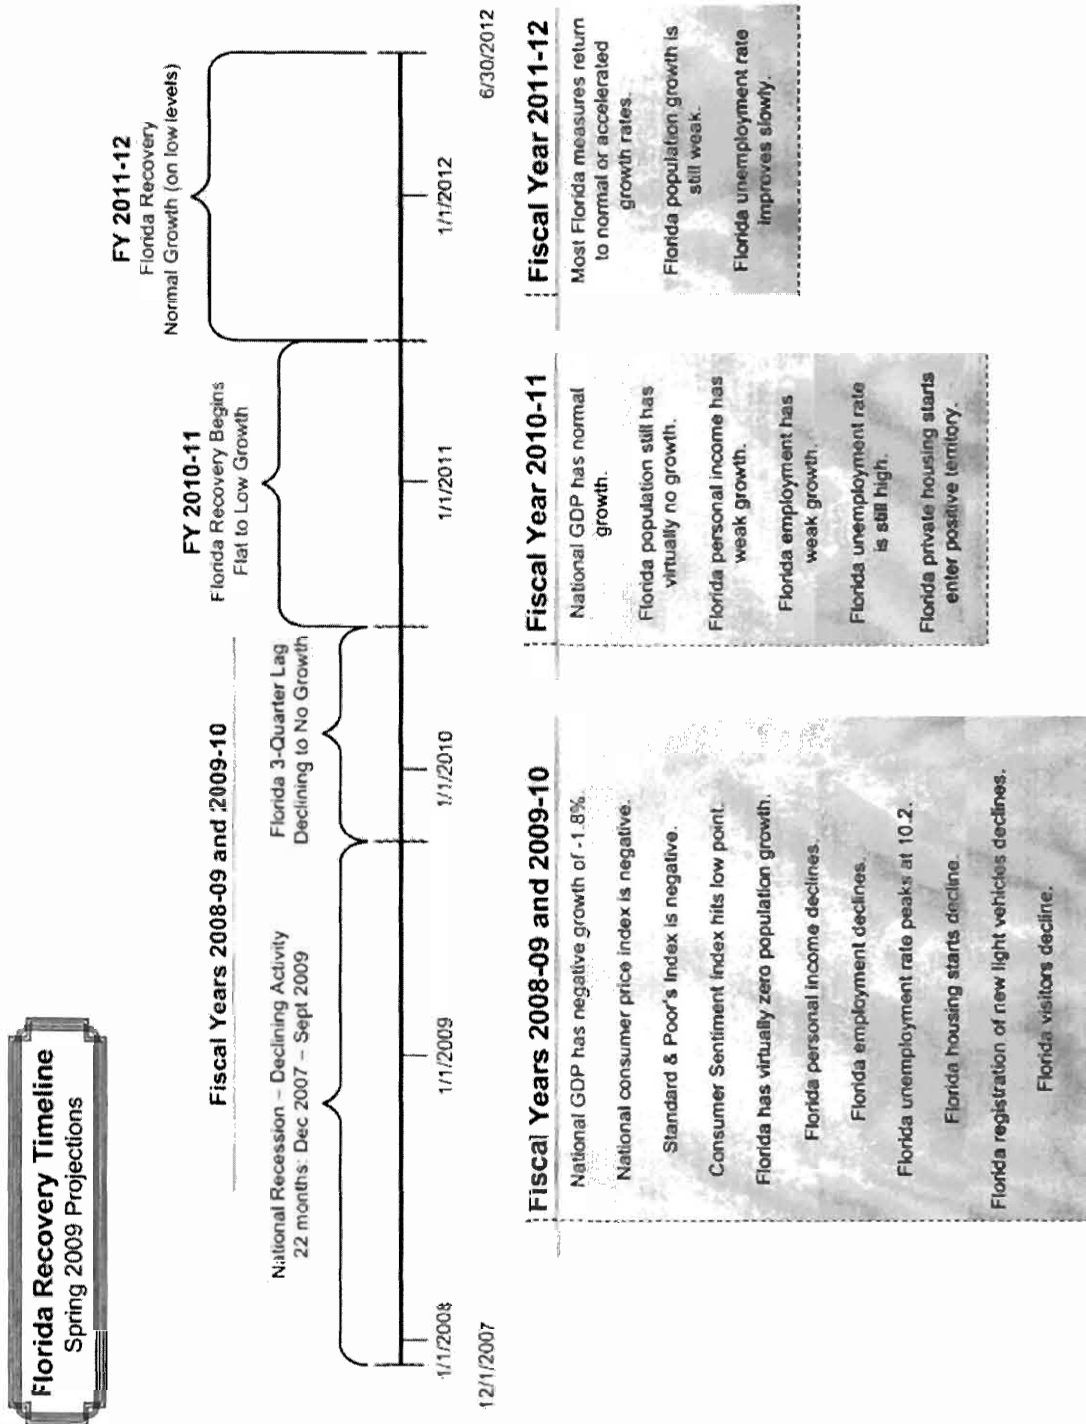 Florida Recovery Timeline
Spring 2009 Projections
Fiscal Years 2008-09 and 2009-10
National Recession – Declining Activity
22 months: Dec 2007 – Sept 2009
Florida 3-Quarter Lag
Declining to No Growth
FY 2010-11
Florida Recovery Begins
Flat to Low Growth
FY 2011-12
Florida Recovery
Normal Growth (on low levels)
1/1/2008
1/1/2009
1/1/2010
1/1/2011
1/1/2012
12/1/2007
6/30/2012
Fiscal Years 2008-09 and 2009-10
National GDP has negative growth of -1.8%.
National consumer price index is negative.
Standard & Poor's Index is negative.
Consumer Sentiment Index hits low point.
Florida has virtually zero population growth.
Florida personal income declines.
Florida employment declines.
Florida unemployment rate peaks at 10.2.
Florida housing starts decline.
Florida registration of new light vehicles declines.
Florida visitors decline.
Fiscal Year 2010-11
National GDP has normal
growth.
Florida population still has
virtually no growth.
Florida personal income has
weak growth.
Florida employment has
weak growth.
Florida unemployment rate
is still high.
Florida private housing starts
enter positive territory.
Fiscal Year 2011-12
Most Florida measures return
to normal or accelerated
growth rates.
Florida population growth is
still weak.
Florida unemployment rate
improves slowly.